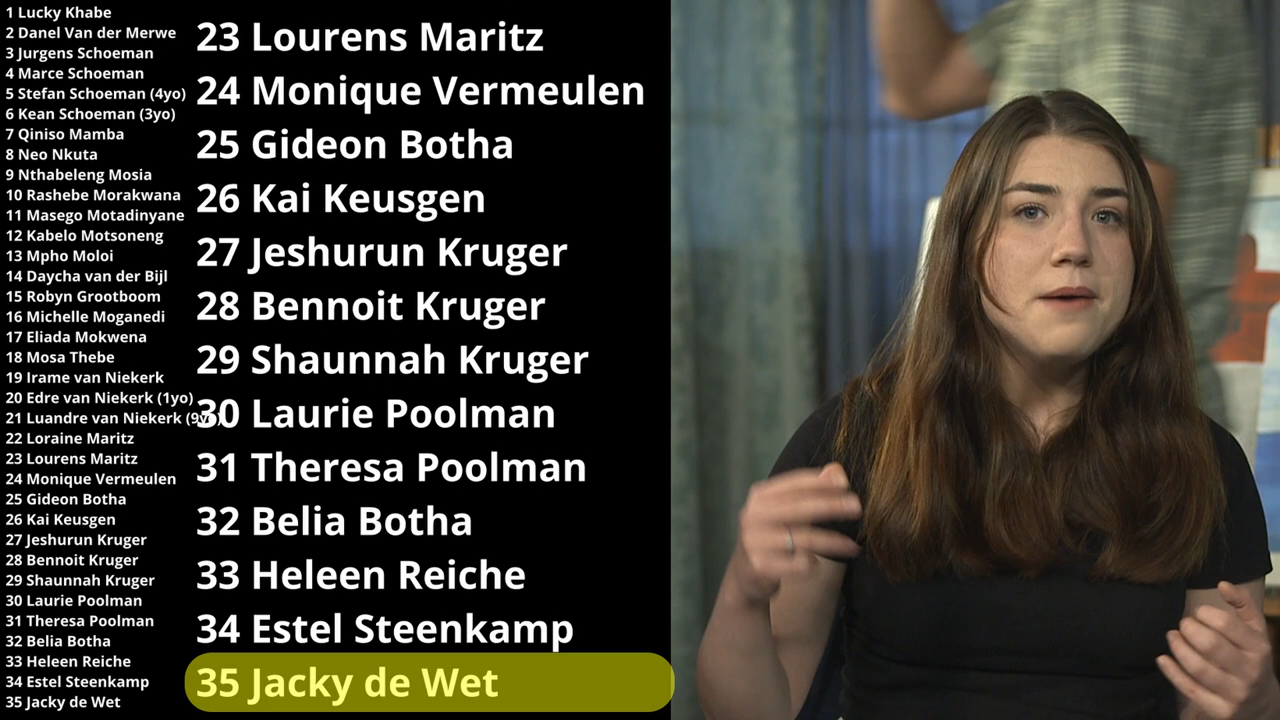 1 Lucky Khabe
2 Danel Van der Merwe
3 Jurgens Schoeman
4 Marce Schoeman
5 Stefan Schoeman (4yo)
6 Kean Schoeman (3yo)
7 Qiniso Mamba
8 Neo Nkuta
9 Nthabeleng Mosia
10 Rashebe Morakwana
11 Masego Motadinyane
12 Kabelo Motsoneng
13 Mpho Moloi
14 Daycha van der Bijl
15 Robyn Grootboom
16 Michelle Moganedi
17 Eliada Mokwena
18 Mosa Thebe
19 Irame van Niekerk
20 Edre van Niekerk (1yo)
21 Luandre van Niekerk
22 Loraine Maritz
23 Lourens Maritz
24 Monique Vermeulen
25 Gideon Botha
26 Kai Keusgen
27 Jeshurun Kruger
28 Bennoit Kruger
29 Shaunnah Kruger
30 Laurie Poolman
31 Theresa Poolman
32 Belia Botha
33 Heleen Reiche
34 Estel Steenkamp
35 Jacky de Wet
23 Lourens Maritz
24 Monique Vermeulen
25 Gideon Botha
26 Kai Keusgen
27 Jeshurun Kruger
28 Bennoit Kruger
29 Shaunnah Kruger
30 Laurie Poolman
31 Theresa Poolman
32 Belia Botha
33 Heleen Reiche
34 Estel Steenkamp
35 Jacky de Wet